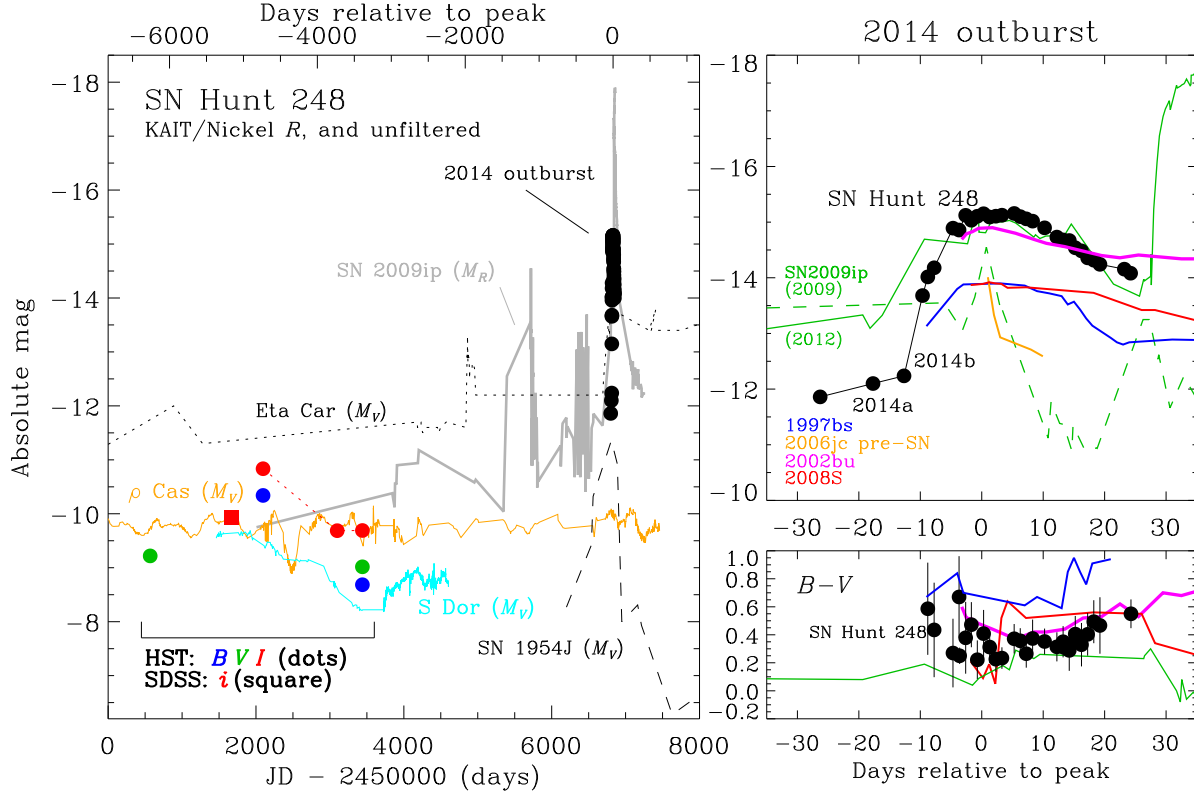 Days relative to peak
−6000 −4000 −2000 0
−18
−16
−14
−12
−10
−8
Absolute mag
SN Hunt 248
KAIT/Nickel R, and unfiltered
2014 outburst
SN 2009ip (M_R)
Eta Car (M_V)
ρ Cas (M_V)
S Dor (M_V)
SN 1954J (M_V)
HST: B V I (dots)
SDSS: i (square)
0 2000 4000 6000 8000
JD − 2450000 (days)
2014 outburst
−18
−16
−14
−12
−10
SN Hunt 248
SN2009ip
(2009)
(2012)
2014b
2014a
1997bs
2006jc pre−SN
2002bu
2008S
−30 −20 −10 0 10 20 30
1.0
0.8
0.6
0.4
0.2
0.0
−0.2
B−V
SN Hunt 248
−30 −20 −10 0 10 20 30
Days relative to peak